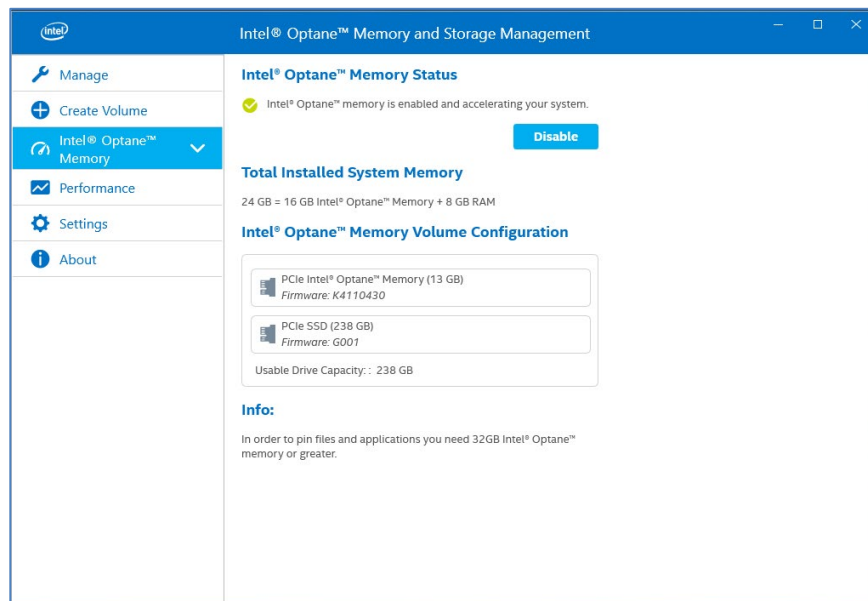 intel
Intel® Optane™ Memory and Storage Management
Manage
Create Volume
Intel® Optane™
Memory
Performance
Settings
About
Intel® Optane™ Memory Status
Intel® Optane™ memory is enabled and accelerating your system.
Disable
Total Installed System Memory
24 GB = 16 GB Intel® Optane™ Memory + 8 GB RAM
Intel® Optane™ Memory Volume Configuration
PCIe Intel® Optane™ Memory (13 GB)
Firmware: K4110430
PCIe SSD (238 GB)
Firmware: G001
Usable Drive Capacity: : 238 GB
Info:
In order to pin files and applications you need 32GB Intel® Optane™
memory or greater.